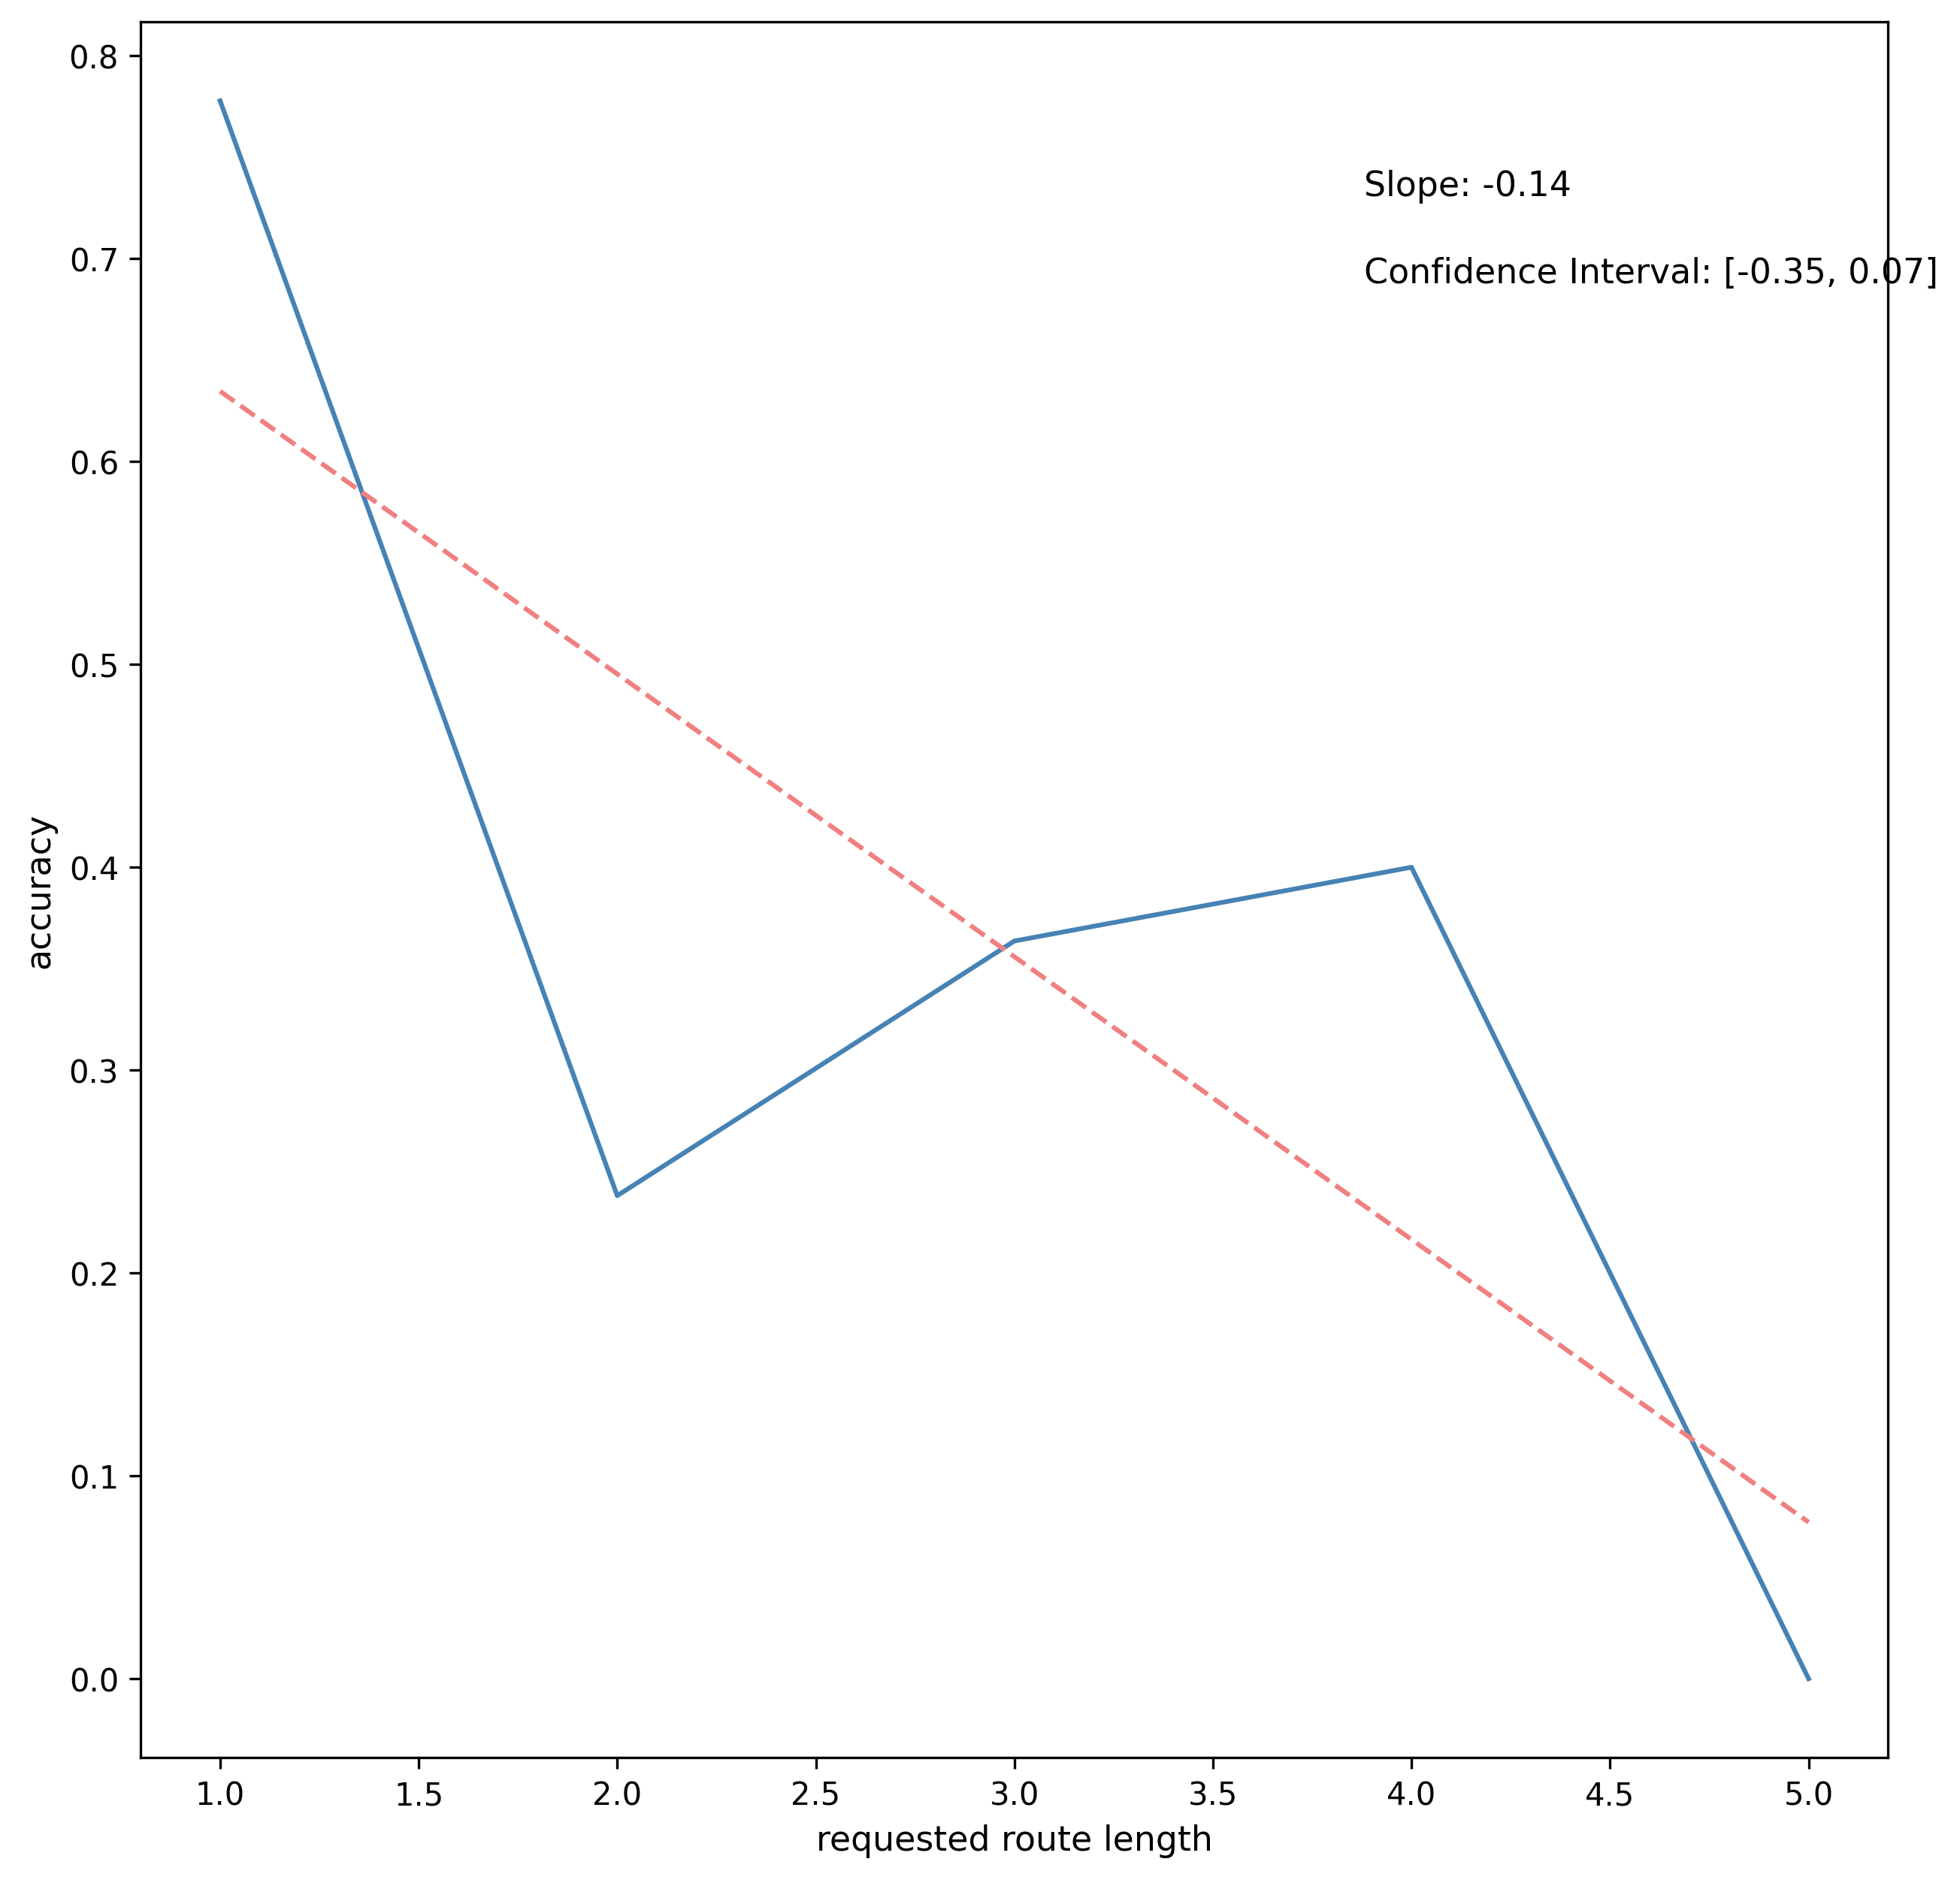 0.8
0.7
0.6
0.5
0.4
0.3
0.2
0.1
0.0
accuracy
Slope: -0.14
Confidence Interval: [-0.35, 0.07]
1.0 1.5 2.0 2.5 3.0 3.5 4.0 4.5 5.0
requested route length